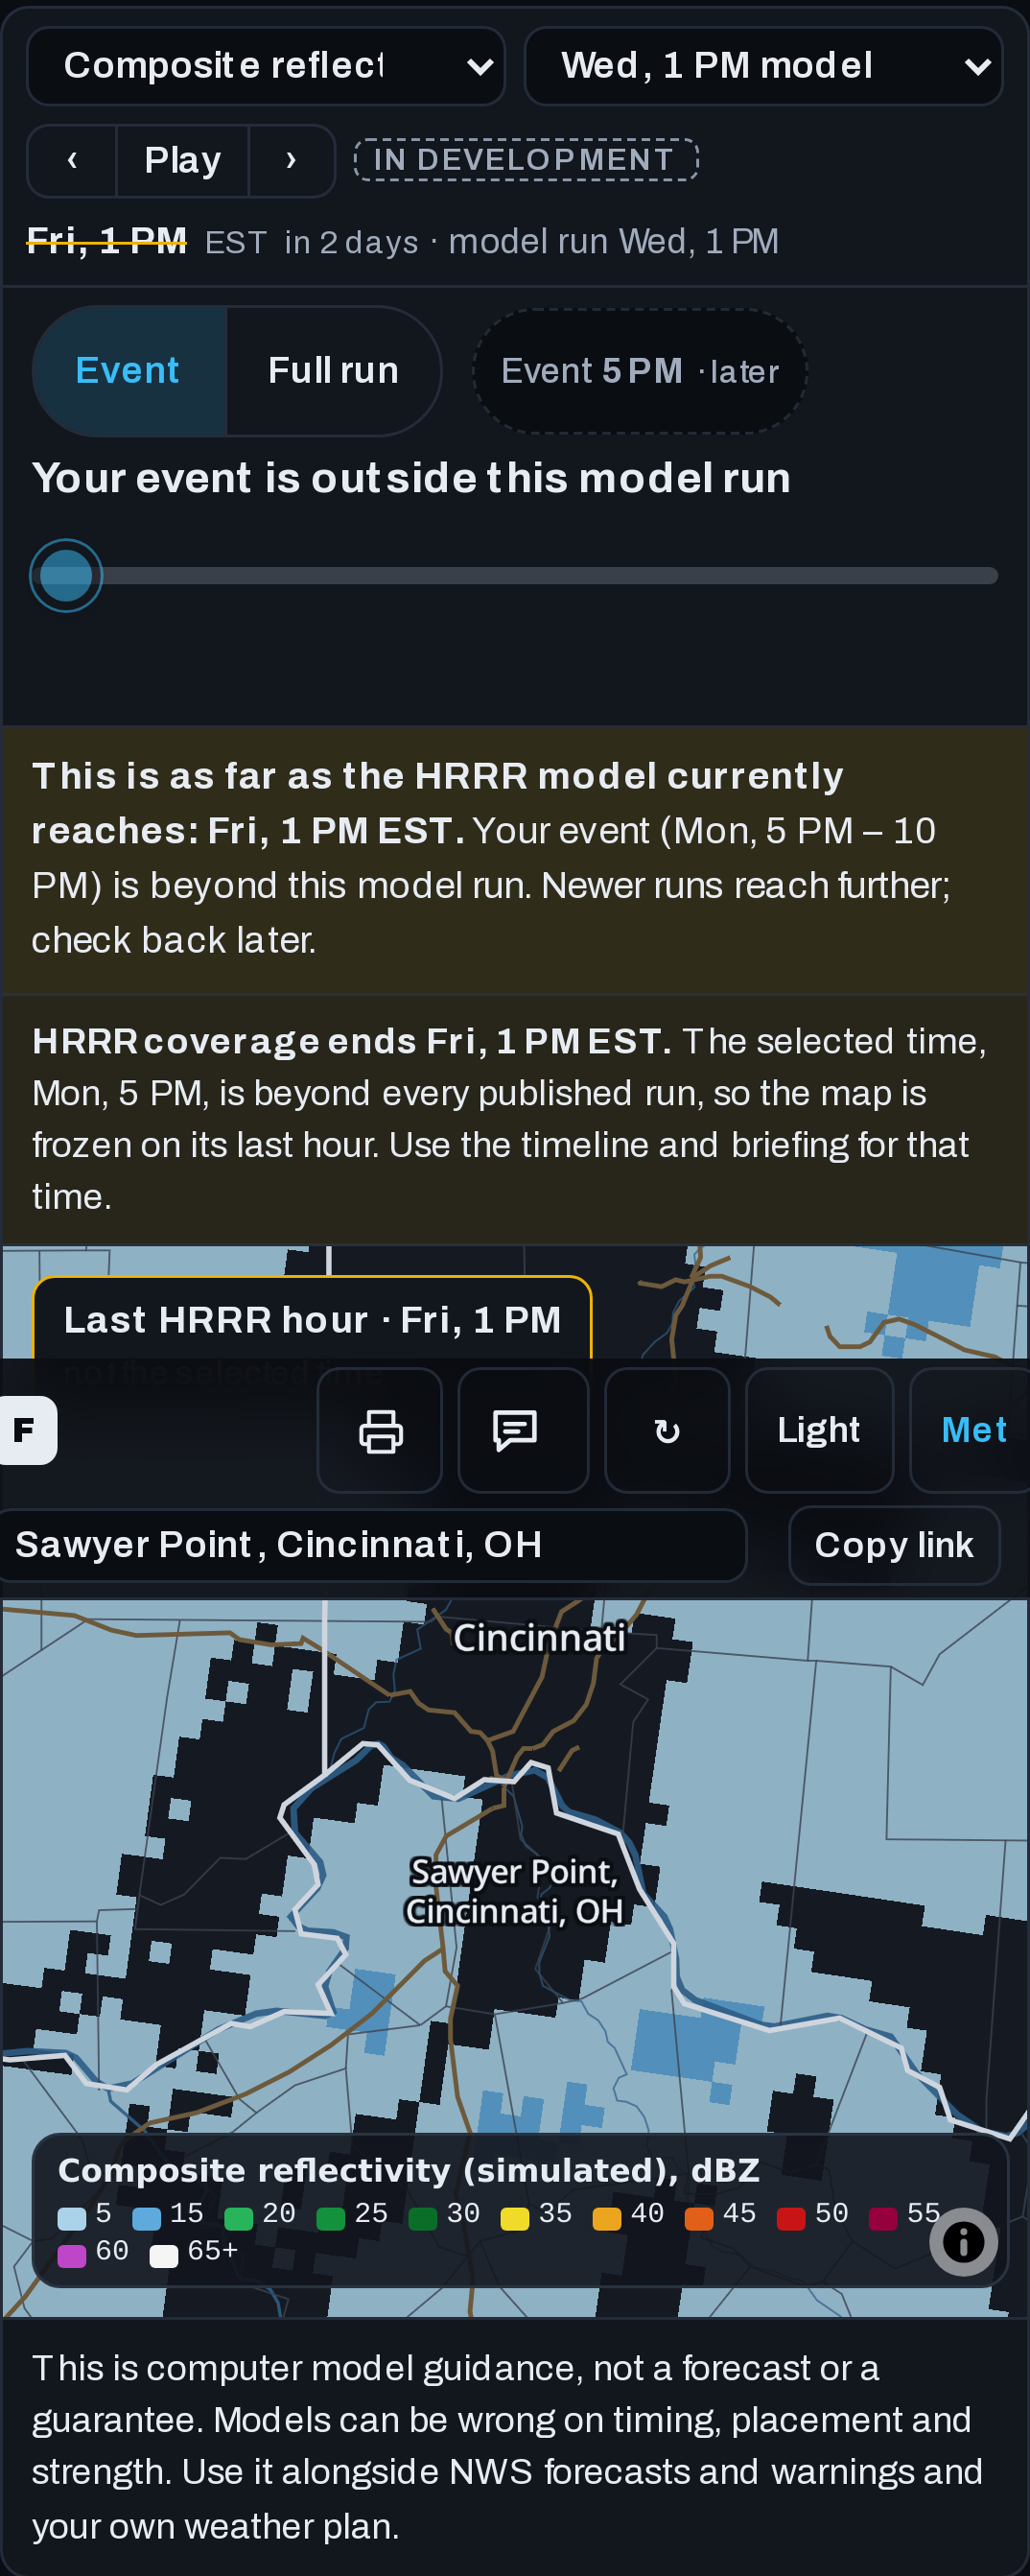 Composite reflect
Wed, 1 PM model
‹ Play › IN DEVELOPMENT
Fri, 1 PM EST in 2 days · model run Wed, 1 PM
Event Full run Event 5 PM · later
Your event is outside this model run
This is as far as the HRRR model currently
reaches: Fri, 1 PM EST. Your event (Mon, 5 PM – 10
PM) is beyond this model run. Newer runs reach further;
check back later.
HRRR coverage ends Fri, 1 PM EST. The selected time,
Mon, 5 PM, is beyond every published run, so the map is
frozen on its last hour. Use the timeline and briefing for that
time.
Last HRRR hour · Fri, 1 PM
not the selected time
F ↻ Light Met
Sawyer Point, Cincinnati, OH Copy link
Cincinnati
Sawyer Point,
Cincinnati, OH
Composite reflectivity (simulated), dBZ
5 15 20 25 30 35 40 45 50 55
60 65+
This is computer model guidance, not a forecast or a
guarantee. Models can be wrong on timing, placement and
strength. Use it alongside NWS forecasts and warnings and
your own weather plan.